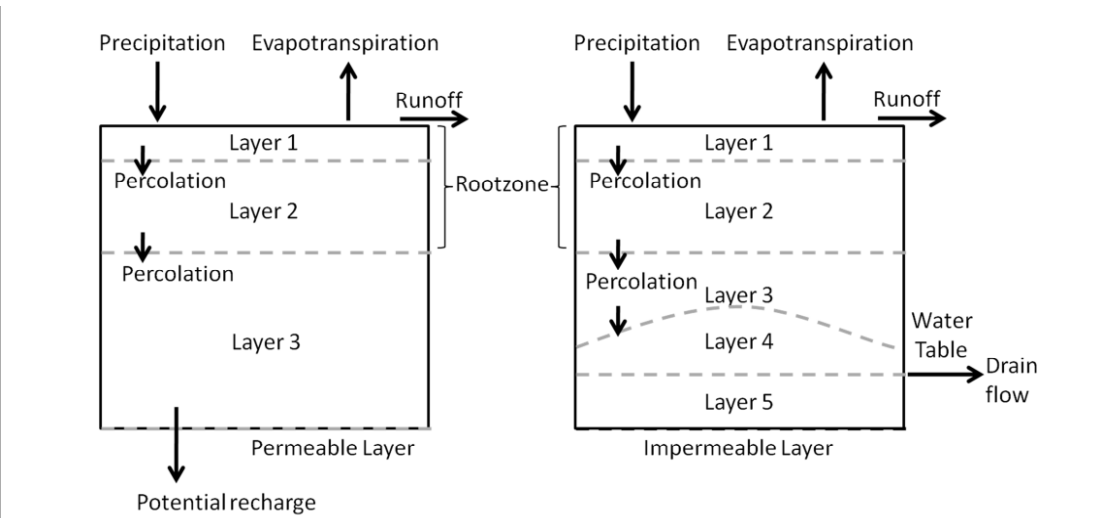 Precipitation
Evapotranspiration
Runoff
Layer 1
Percolation
Layer 2
Percolation
Layer 3
Permeable Layer
Potential recharge
Rootzone
Precipitation
Evapotranspiration
Runoff
Layer 1
Percolation
Layer 2
Percolation
Layer 3
Layer 4
Water
Table
Drain
flow
Layer 5
Impermeable Layer